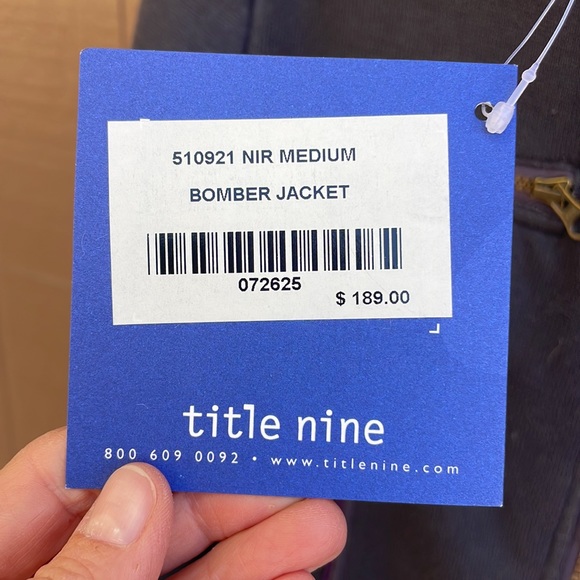 510921 NIR MEDIUM
BOMBER JACKET
072625
$ 189.00
title nine
800 609 0092 • www.titlenine.com